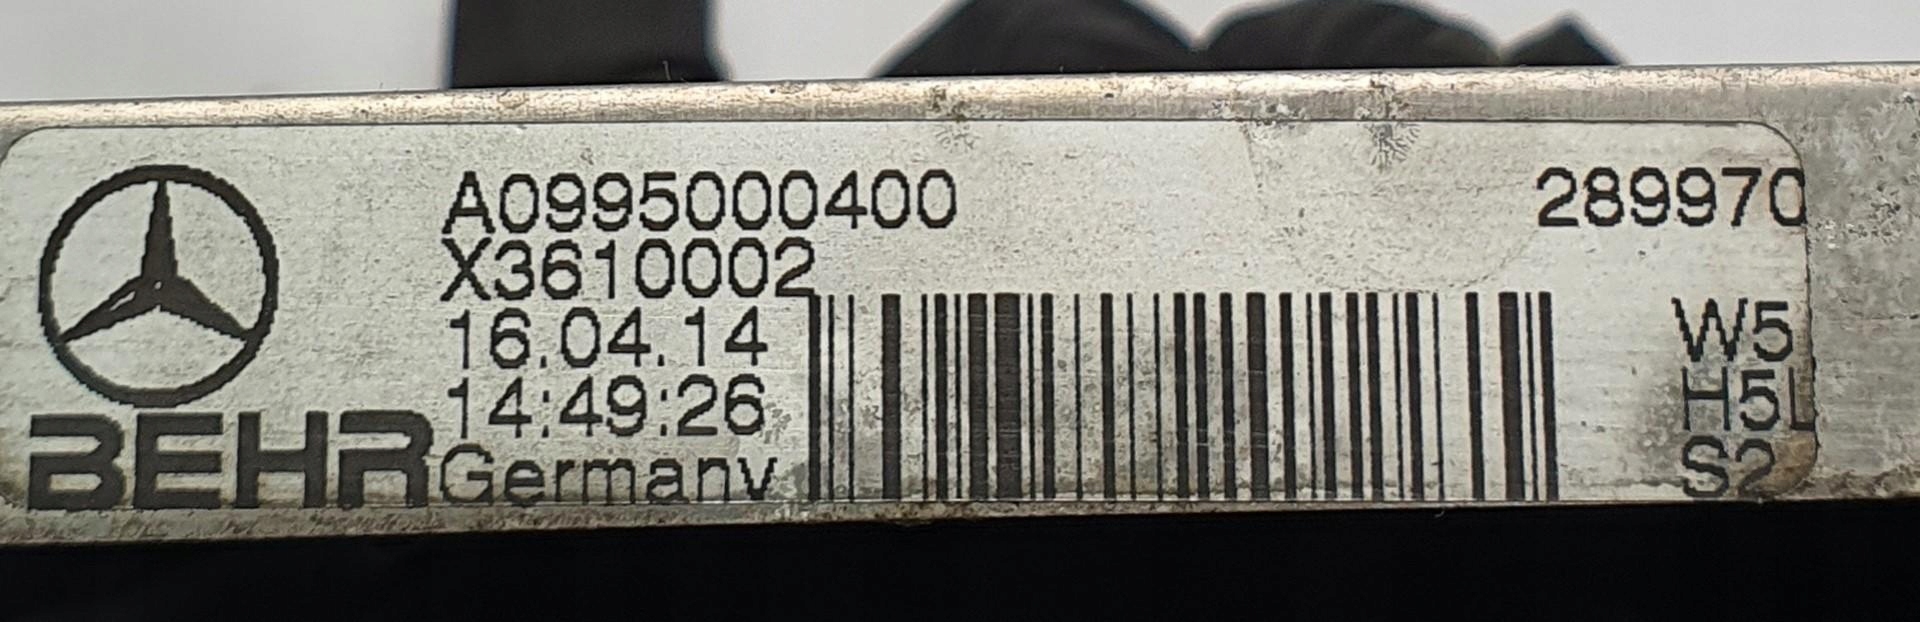 A0995000400
289970
X3610002
16.04.14
14:49:26
W5
H5L
S2
BEHR
Germany